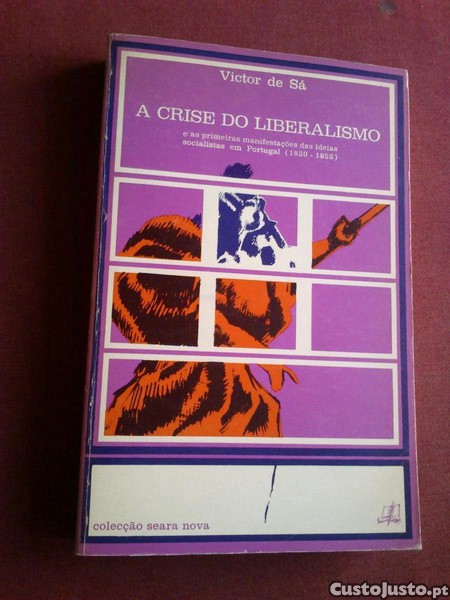 Victor de Sá
A CRISE DO LIBERALISMO
e as primeiras manifestações das ideias
socialistas em Portugal (1820-1852)
colecção seara nova
CustoJusto.pt